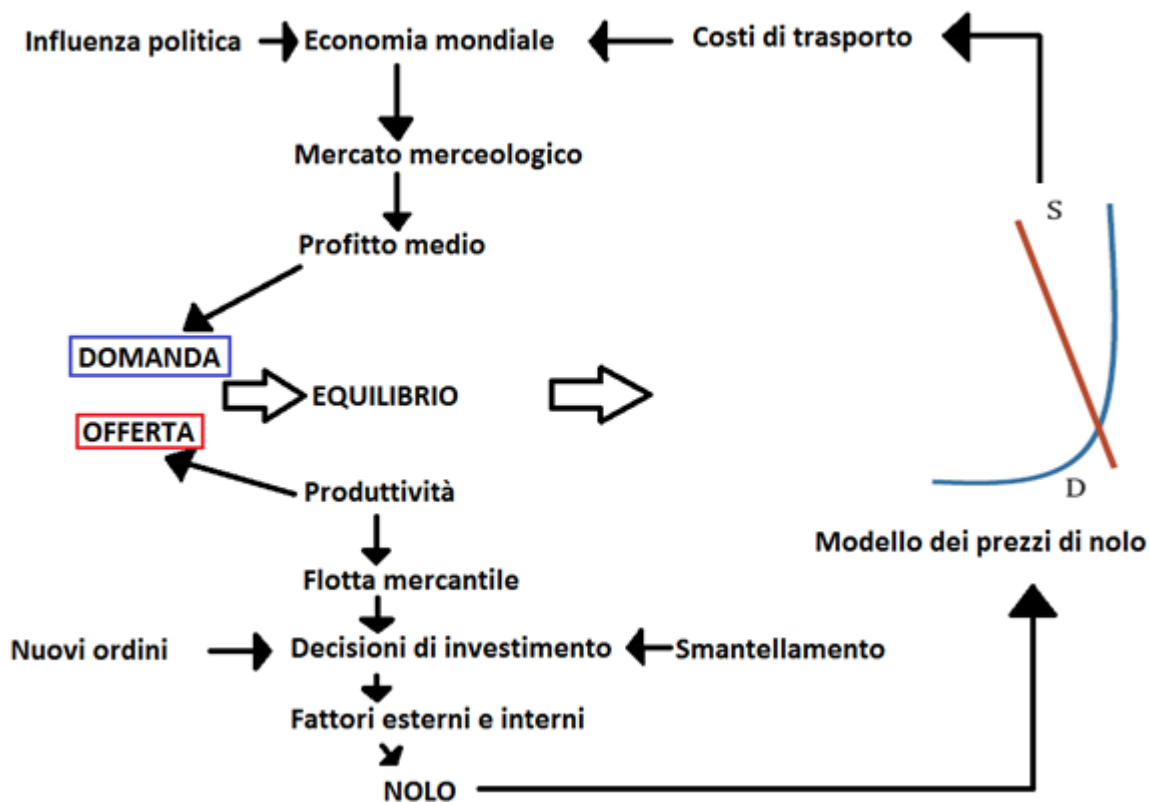 Influenza politica
Economia mondiale
Costi di trasporto
Mercato merceologico
Profitto medio
S
DOMANDA
EQUILIBRIO
OFFERTA
Produttività
D
Modello dei prezzi di nolo
Flotta mercantile
Nuovi ordini
Decisioni di investimento
Smantellamento
Fattori esterni e interni
NOLO